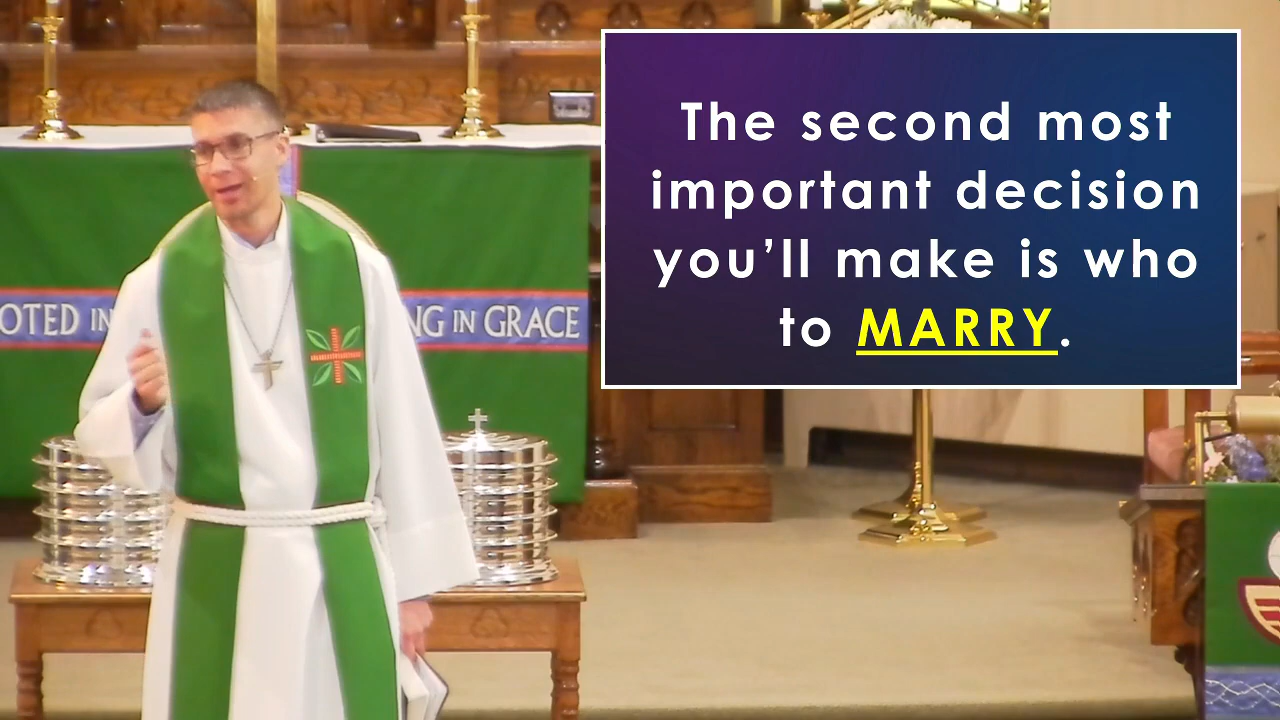 The second most
important decision
you'll make is who
to MARRY.
OTED IN NG IN GRACE